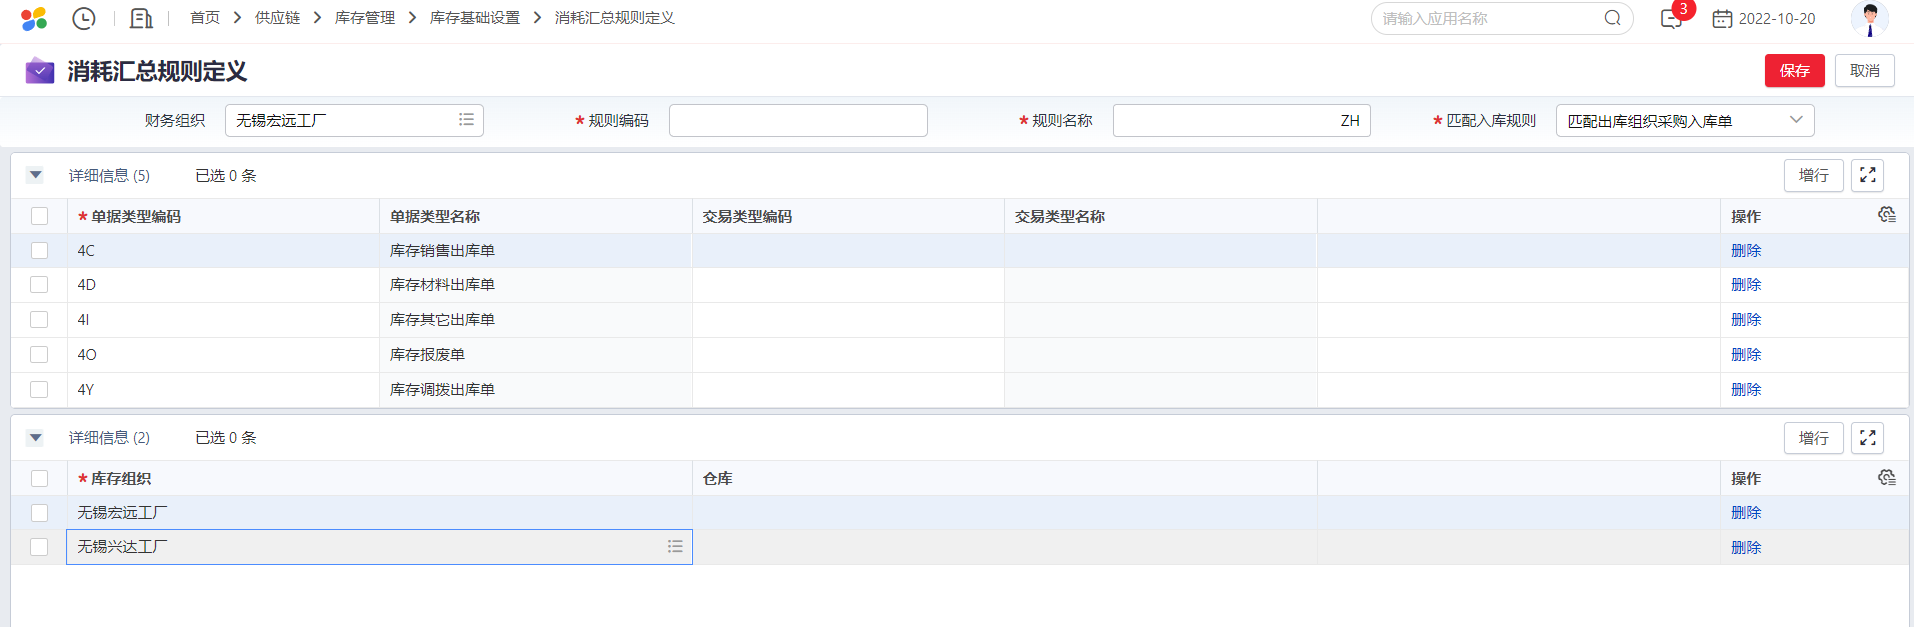 首页 > 供应链 > 库存管理 > 库存基础设置 > 消耗汇总规则定义 请输入应用名称 3 2022-10-20
消耗汇总规则定义 保存 取消
财务组织 无锡宏远工厂 * 规则编码 * 规则名称 ZH * 匹配入库规则 匹配出库组织采购入库单
详细信息 (5) 已选 0 条 增行
* 单据类型编码 单据类型名称 交易类型编码 交易类型名称 操作
4C 库存销售出库单 删除
4D 库存材料出库单 删除
4I 库存其它出库单 删除
4O 库存报废单 删除
4Y 库存调拨出库单 删除
详细信息 (2) 已选 0 条 增行
* 库存组织 仓库 操作
无锡宏远工厂 删除
无锡兴达工厂 删除